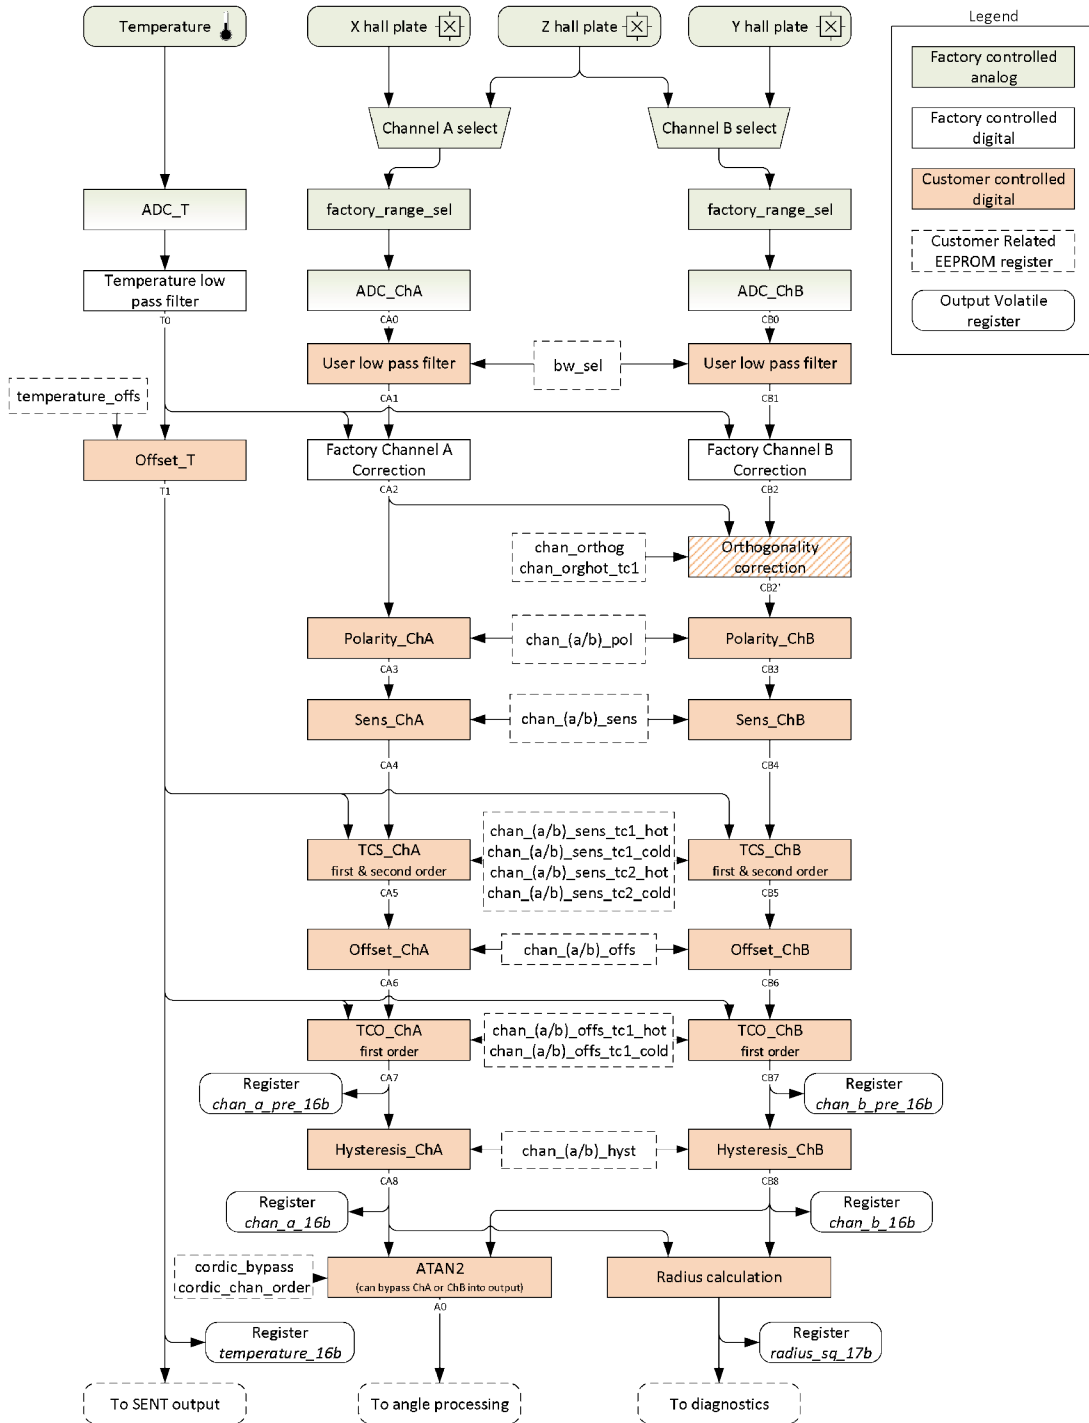 Temperature
X hall plate
Z hall plate
Y hall plate
Legend
Factory controlled
analog
Factory controlled
digital
Customer controlled
digital
Customer Related
EEPROM register
Output Volatile
register
Channel A select
Channel B select
ADC_T
factory_range_sel
factory_range_sel
Temperature low
pass filter
T0
ADC_ChA
CA0
ADC_ChB
CB0
User low pass filter
CA1
bw_sel
User low pass filter
CB1
temperature_offs
Offset_T
T1
Factory Channel A
Correction
CA2
Factory Channel B
Correction
CB2
chan_orthog
chan_orghot_tc1
Orthogonality
correction
CB2'
Polarity_ChA
CA3
chan_(a/b)_pol
Polarity_ChB
CB3
Sens_ChA
CA4
chan_(a/b)_sens
Sens_ChB
CB4
TCS_ChA
first & second order
CA5
chan_(a/b)_sens_tc1_hot
chan_(a/b)_sens_tc1_cold
chan_(a/b)_sens_tc2_hot
chan_(a/b)_sens_tc2_cold
TCS_ChB
first & second order
CB5
Offset_ChA
CA6
chan_(a/b)_offs
Offset_ChB
CB6
TCO_ChA
first order
CA7
chan_(a/b)_offs_tc1_hot
chan_(a/b)_offs_tc1_cold
TCO_ChB
first order
CB7
Register
chan_a_pre_16b
Register
chan_b_pre_16b
Hysteresis_ChA
CA8
chan_(a/b)_hyst
Hysteresis_ChB
CB8
Register
chan_a_16b
Register
chan_b_16b
cordic_bypass
cordic_chan_order
ATAN2
(can bypass ChA or ChB into output)
A0
Radius calculation
Register
temperature_16b
Register
radius_sq_17b
To SENT output
To angle processing
To diagnostics